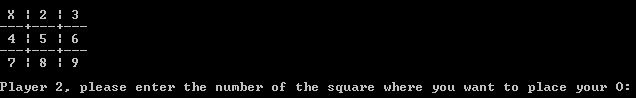 X ¦ 2 ¦ 3
---+---+---
4 ¦ 5 ¦ 6
---+---+---
7 ¦ 8 ¦ 9
Player 2, please enter the number of the square where you want to place your O: